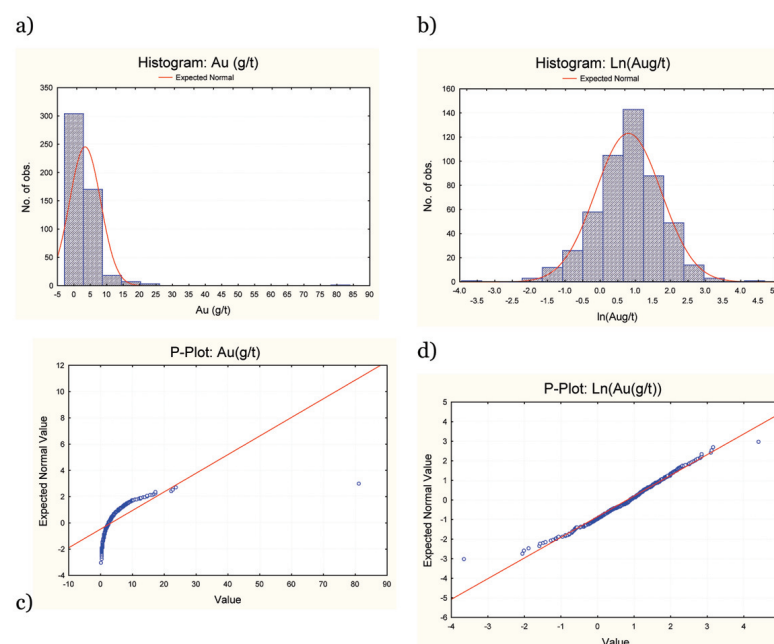 a)
Histogram: Au (g/t)
Expected Normal
350
300
250
200
150
100
50
0
No. of obs.
-5 0 5 10 15 20 25 30 35 40 45 50 55 60 65 70 75 80 85 90
Au (g/t)
b)
Histogram: Ln(Aug/t)
Expected Normal
160
140
120
100
80
60
40
20
0
No. of obs.
-4.0 -3.0 -2.0 -1.0 0.0 1.0 2.0 3.0 4.0
-3.5 -2.5 -1.5 -0.5 0.5 1.5 2.5 3.5 4.5
ln(Aug/t)
P-Plot: Au(g/t)
12
10
8
6
4
2
0
-2
-4
Expected Normal Value
-10 0 10 20 30 40 50 60 70 80 90
Value
c)
d)
P-Plot: Ln(Au(g/t))
5
4
3
2
1
0
-1
-2
-3
-4
-5
-6
Expected Normal Value
-4 -3 -2 -1 0 1 2 3 4
Value